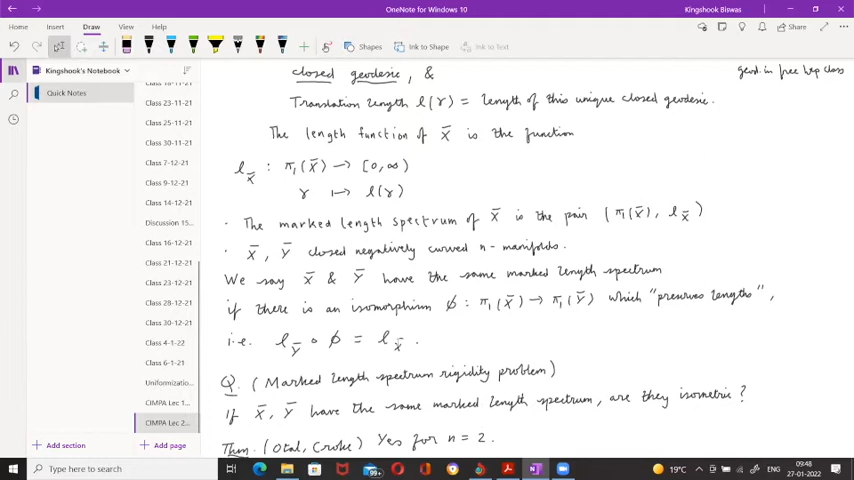 OneNote for Windows 10
Kingshook Biswas
Home Insert Draw View Help
Share
Shapes Ink to Shape Ink to Text
Kingshook's Notebook
Quick Notes
Class 23-11-21
Class 25-11-21
Class 30-11-21
Class 7-12-21
Class 9-12-21
Class 14-12-21
Discussion 15...
Class 16-12-21
Class 21-12-21
Class 23-12-21
Class 28-12-21
Class 30-12-21
Class 4-1-22
Class 6-1-21
Uniformizatio...
CIMPA Lec 1...
CIMPA Lec 2...
Add section
Add page
closed geodesic, &
geod. in free htp class
Translation length l(γ) = length of this unique closed geodesic.
The length function of X̄ is the function
l_X̄ : π₁(X̄) → [0, ∞)
γ ↦ l(γ)
· The marked length spectrum of X̄ is the pair (π₁(X̄), l_X̄)
· X̄, Ȳ closed negatively curved n-manifolds.
We say X̄ & Ȳ have the same marked length spectrum
if there is an isomorphism ϕ : π₁(X̄) → π₁(Ȳ) which "preserves lengths",
i.e. l_Ȳ ∘ ϕ = l_X̄.
Q. (Marked length spectrum rigidity problem)
If X̄, Ȳ have the same marked length spectrum, are they isometric?
Thm. (Otal, Croke) Yes for n = 2.
Type here to search
99+
19°C
ENG
09:48
27-01-2022